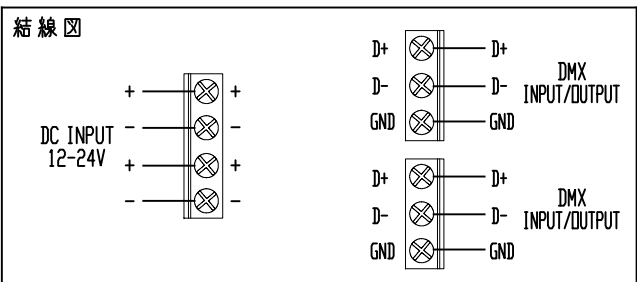 結線図
+ +
- -
+ +
- -
DC INPUT
12-24V
D+ D+
D- D-
GND GND
DMX
INPUT/OUTPUT
D+ D+
D- D-
GND GND
DMX
INPUT/OUTPUT